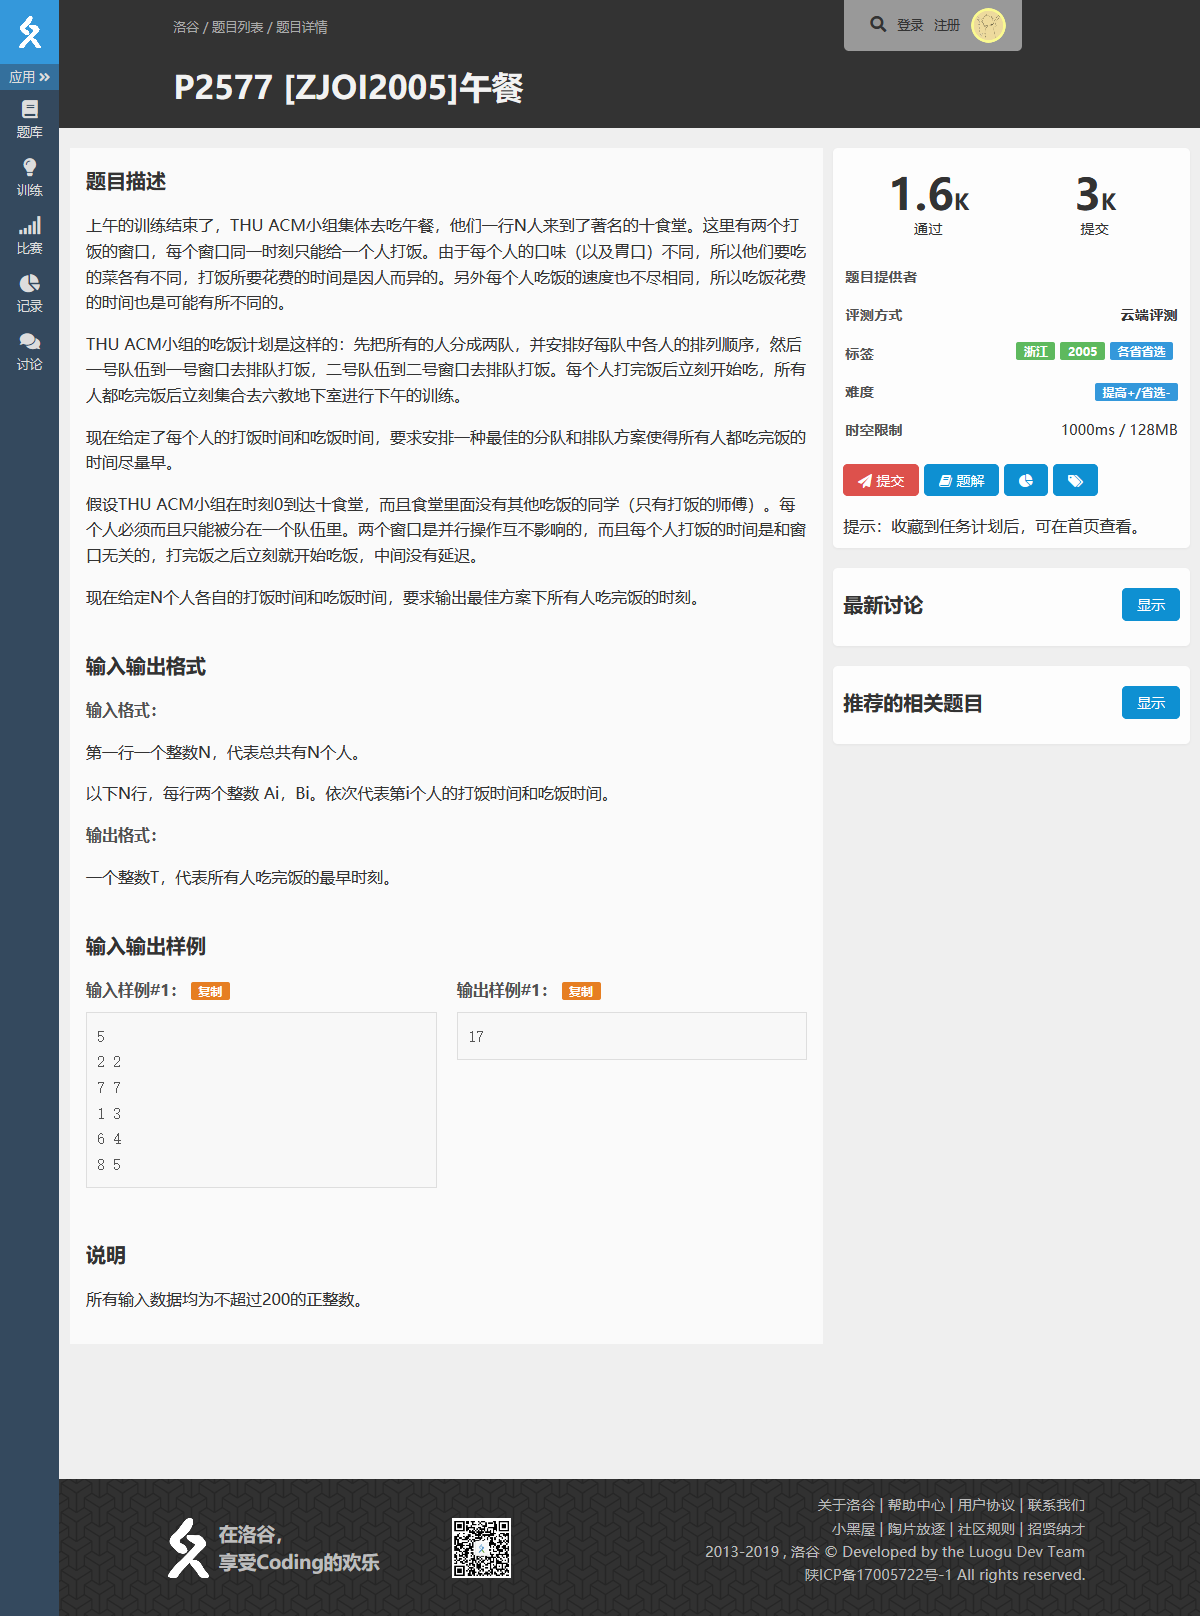 洛谷 / 题目列表 / 题目详情
登录 注册
P2577 [ZJOI2005]午餐
应用
题库
训练
比赛
记录
讨论
题目描述
上午的训练结束了，THU ACM小组集体去吃午餐，他们一行N人来到了著名的十食堂。这里有两个打
饭的窗口，每个窗口同一时刻只能给一个人打饭。由于每个人的口味（以及胃口）不同，所以他们要吃
的菜各有不同，打饭所要花费的时间是因人而异的。另外每个人吃饭的速度也不尽相同，所以吃饭花费
的时间也是可能有所不同的。
THU ACM小组的吃饭计划是这样的：先把所有的人分成两队，并安排好每队中各人的排列顺序，然后
一号队伍到一号窗口去排队打饭，二号队伍到二号窗口去排队打饭。每个人打完饭后立刻开始吃，所有
人都吃完饭后立刻集合去六教地下室进行下午的训练。
现在给定了每个人的打饭时间和吃饭时间，要求安排一种最佳的分队和排队方案使得所有人都吃完饭的
时间尽量早。
假设THU ACM小组在时刻0到达十食堂，而且食堂里面没有其他吃饭的同学（只有打饭的师傅）。每
个人必须而且只能被分在一个队伍里。两个窗口是并行操作互不影响的，而且每个人打饭的时间是和窗
口无关的，打完饭之后立刻就开始吃饭，中间没有延迟。
现在给定N个人各自的打饭时间和吃饭时间，要求输出最佳方案下所有人吃完饭的时刻。
输入输出格式
输入格式：
第一行一个整数N，代表总共有N个人。
以下N行，每行两个整数 Ai，Bi。依次代表第i个人的打饭时间和吃饭时间。
输出格式：
一个整数T，代表所有人吃完饭的最早时刻。
输入输出样例
输入样例#1： 复制
5
2 2
7 7
1 3
6 4
8 5
输出样例#1： 复制
17
说明
所有输入数据均为不超过200的正整数。
1.6K 3K
通过 提交
题目提供者
评测方式 云端评测
标签 浙江 2005 各省省选
难度 提高+/省选-
时空限制 1000ms / 128MB
提交 题解
提示：收藏到任务计划后，可在首页查看。
最新讨论 显示
推荐的相关题目 显示
在洛谷，
享受Coding的欢乐
关于洛谷 | 帮助中心 | 用户协议 | 联系我们
小黑屋 | 陶片放逐 | 社区规则 | 招贤纳才
2013-2019 , 洛谷 © Developed by the Luogu Dev Team
陕ICP备17005722号-1 All rights reserved.